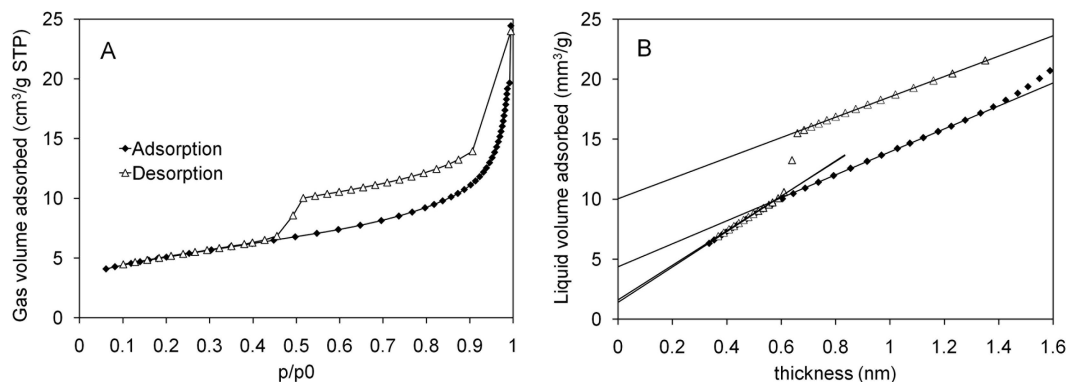 A
Gas volume adsorbed (cm³/g STP)
25
20
15
10
5
0
Adsorption
Desorption
0 0.1 0.2 0.3 0.4 0.5 0.6 0.7 0.8 0.9 1
p/p0
B
Liquid volume adsorbed (mm³/g)
25
20
15
10
5
0
0 0.2 0.4 0.6 0.8 1 1.2 1.4 1.6
thickness (nm)